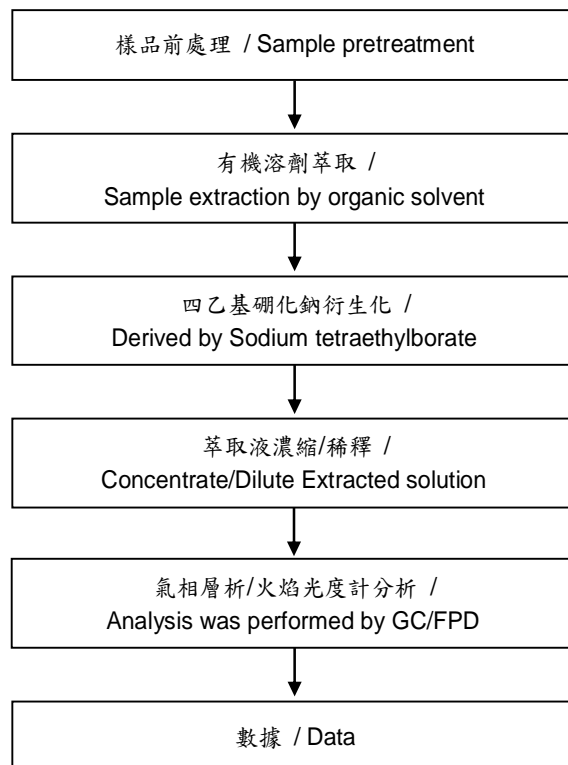 樣品前處理 / Sample pretreatment
有機溶劑萃取 /
Sample extraction by organic solvent
四乙基硼化鈉衍生化 /
Derived by Sodium tetraethylborate
萃取液濃縮/稀釋 /
Concentrate/Dilute Extracted solution
氣相層析/火焰光度計分析 /
Analysis was performed by GC/FPD
數據 / Data